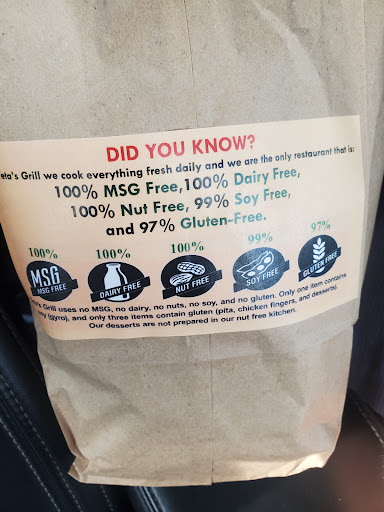 DID YOU KNOW?
eta's Grill we cook everything fresh daily and we are the only restaurant that is:
100% MSG Free,100% Dairy Free,
100% Nut Free, 99% Soy Free,
and 97% Gluten-Free.
100% 100% 100% 99% 97%
MSG
MSG FREE DAIRY FREE NUT FREE SOY FREE GLUTEN FREE
Grill uses no MSG, no dairy, no nuts, no soy, and no gluten. Only one item contains
(gyro), and only three items contain gluten (pita, chicken fingers, and desserts).
Our desserts are not prepared in our nut free kitchen.